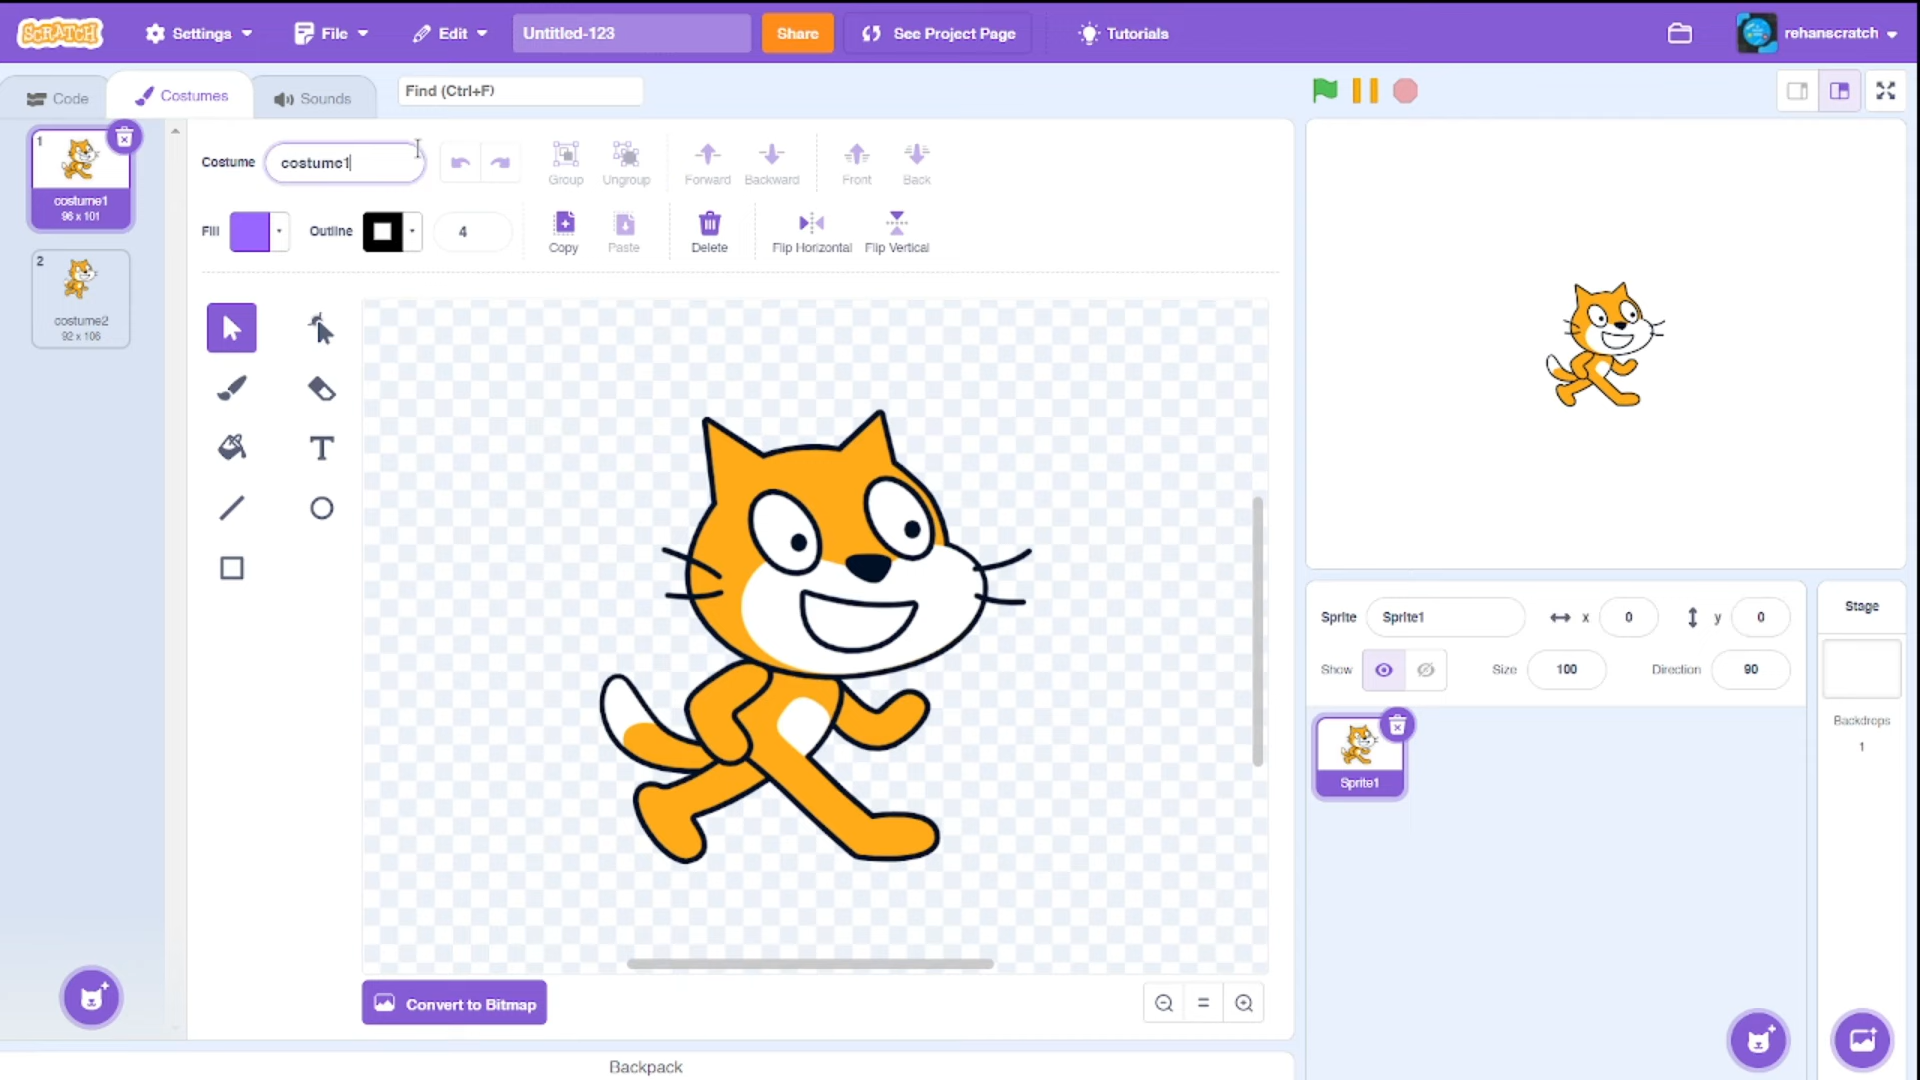 SCRATCH
Settings
File
Edit
Untitled-123
Share
See Project Page
Tutorials
rehanscratch
Code
Costumes
Sounds
Find (Ctrl+F)
1
costume1
96 x 101
2
costume2
92 x 106
Costume
costume1
Group
Ungroup
Forward
Backward
Front
Back
Fill
Outline
4
Copy
Paste
Delete
Flip Horizontal
Flip Vertical
T
Convert to Bitmap
Backpack
Sprite
Sprite1
x
0
y
0
Show
Size
100
Direction
90
Sprite1
Stage
Backdrops
1